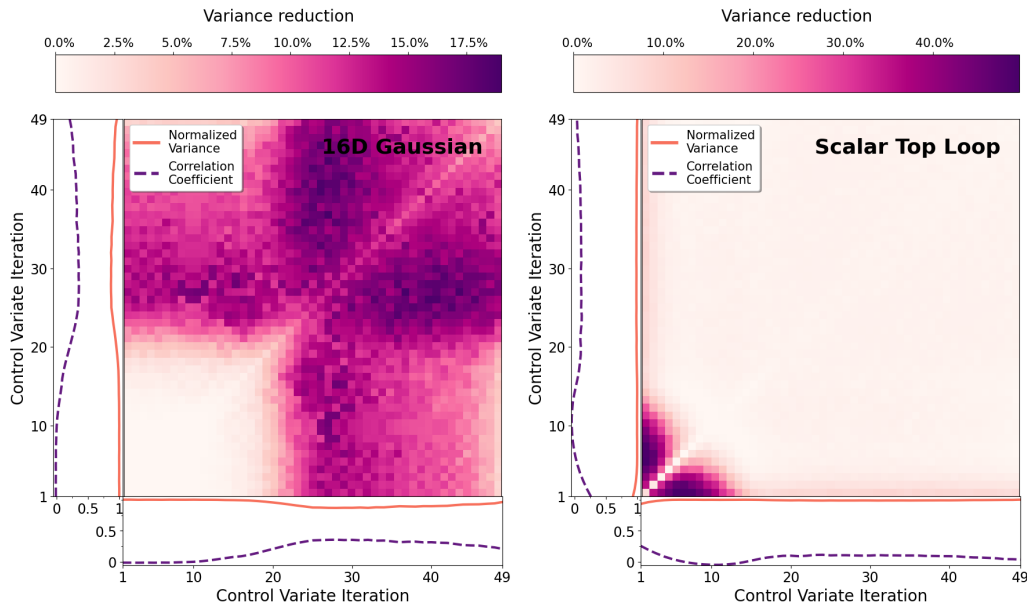 Variance reduction
0.0% 2.5% 5.0% 7.5% 10.0% 12.5% 15.0% 17.5%
16D Gaussian
Normalized
Variance
Correlation
Coefficient
Control Variate Iteration
49
40
30
20
10
1
0 0.5 1
0.5
0
1 10 20 30 40 49
Control Variate Iteration
Variance reduction
0.0% 10.0% 20.0% 30.0% 40.0%
Scalar Top Loop
Normalized
Variance
Correlation
Coefficient
Control Variate Iteration
49
40
30
20
10
1
0 0.5 1
0.5
0
1 10 20 30 40 49
Control Variate Iteration